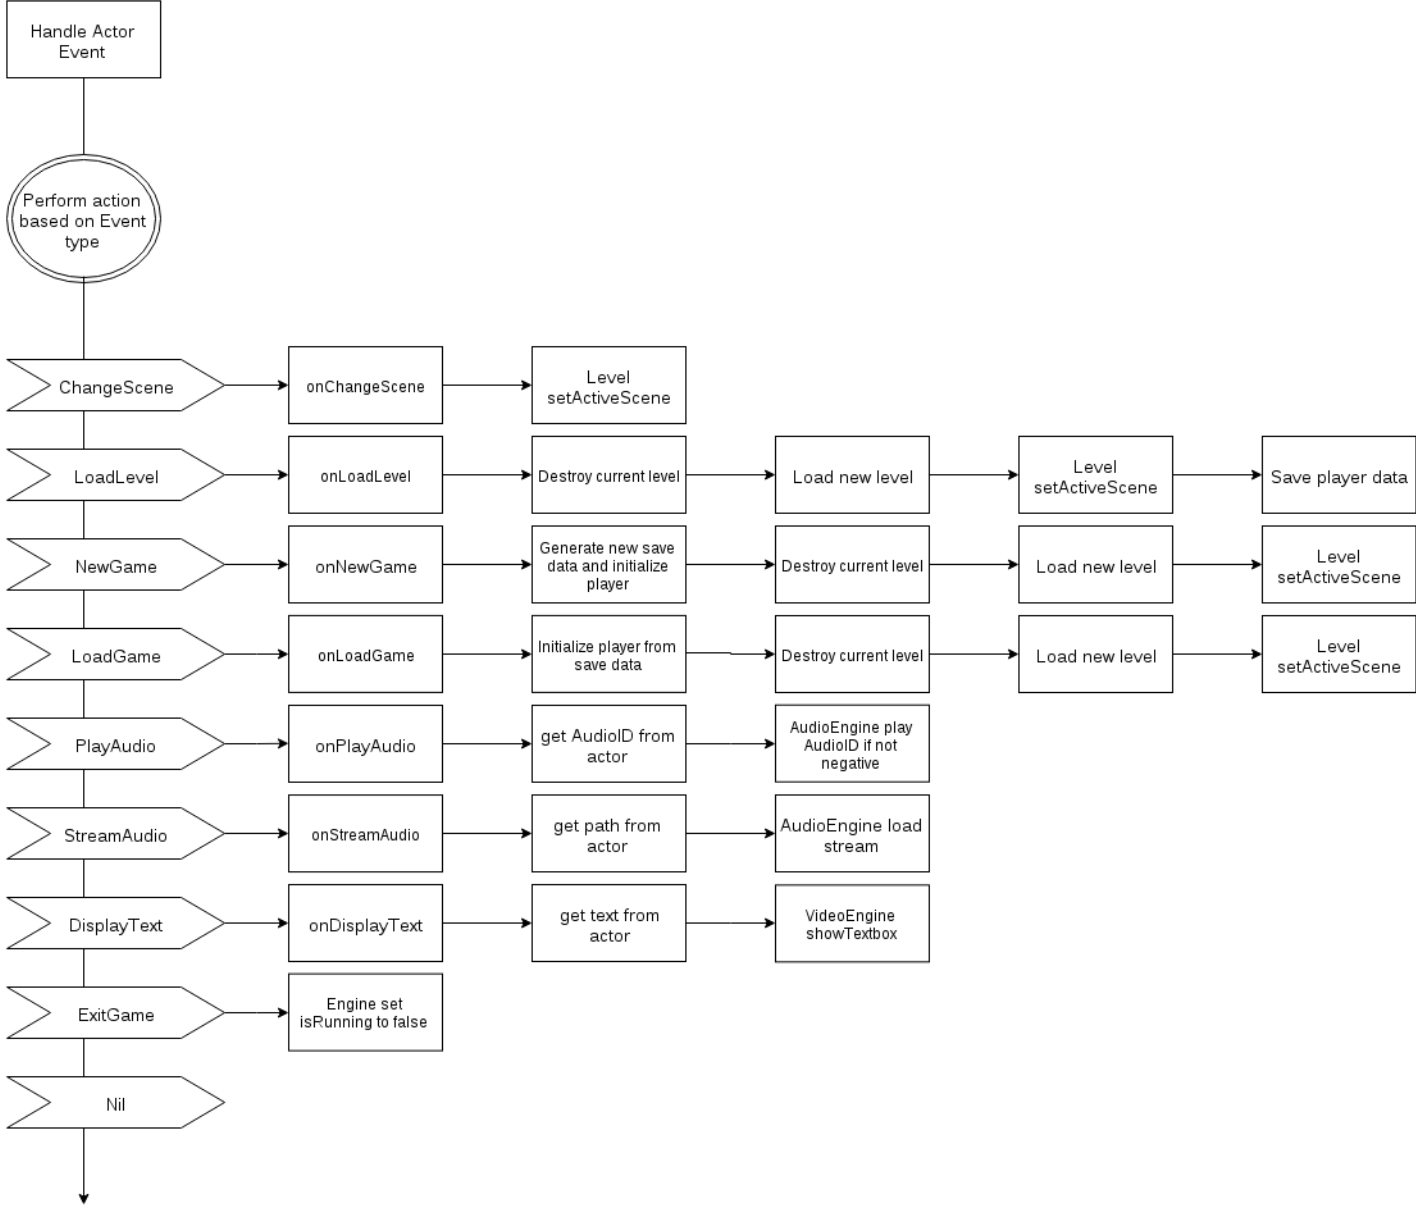 Handle Actor
Event
Perform action
based on Event
type
ChangeScene
onChangeScene
Level
setActiveScene
LoadLevel
onLoadLevel
Destroy current level
Load new level
Level
setActiveScene
Save player data
NewGame
onNewGame
Generate new save
data and initialize
player
Destroy current level
Load new level
Level
setActiveScene
LoadGame
onLoadGame
Initialize player from
save data
Destroy current level
Load new level
Level
setActiveScene
PlayAudio
onPlayAudio
get AudioID from
actor
AudioEngine play
AudioID if not
negative
StreamAudio
onStreamAudio
get path from
actor
AudioEngine load
stream
DisplayText
onDisplayText
get text from
actor
VideoEngine
showTextbox
ExitGame
Engine set
isRunning to false
Nil